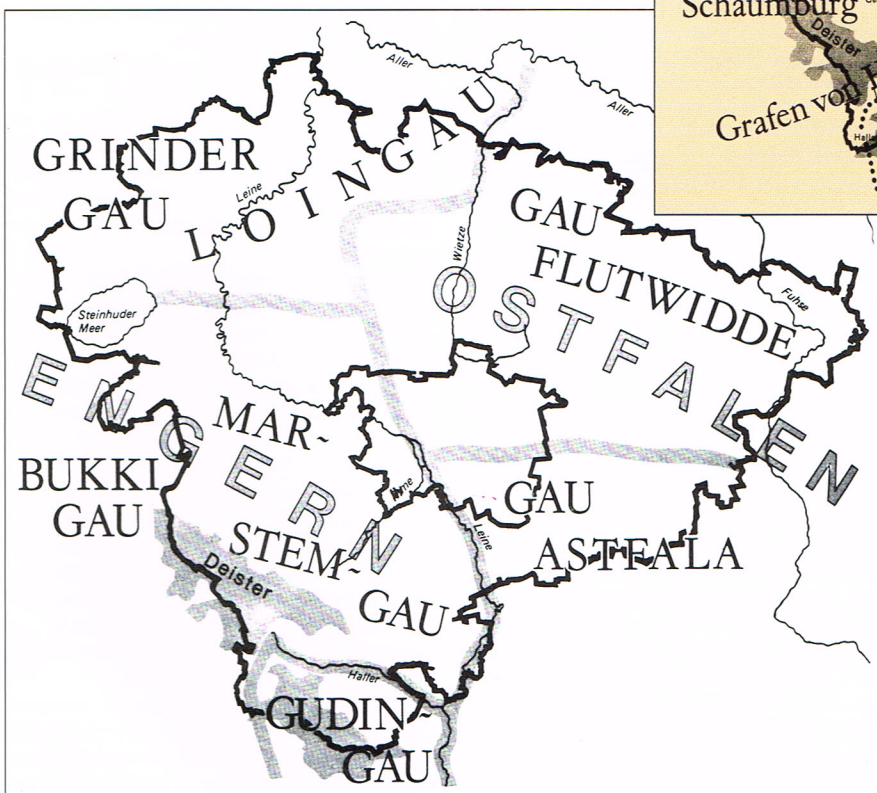 Schaumburg
Deister
Grafen von
Halle
Aller
Aller
GRINDER
GAU
Leine
LOINGAU
GAU
FLUTWIDDE
Wietze
Fuhse
Steinhuder
Meer
OSTFALEN
ENGERN
MAR-
STEM-
GAU
BUKKI
GAU
Deister
Leine
GAU
ASTFALA
Haller
GUDIN-
GAU